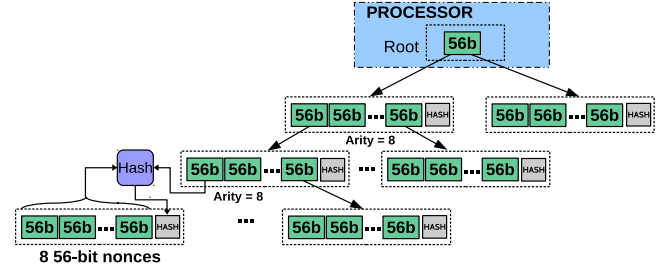 PROCESSOR
Root 56b
56b 56b ... 56b HASH 56b 56b ... 56b HASH
Arity = 8
Hash 56b 56b ... 56b HASH ... 56b 56b ... 56b HASH
Arity = 8
56b 56b ... 56b HASH ... 56b 56b ... 56b HASH
8 56-bit nonces